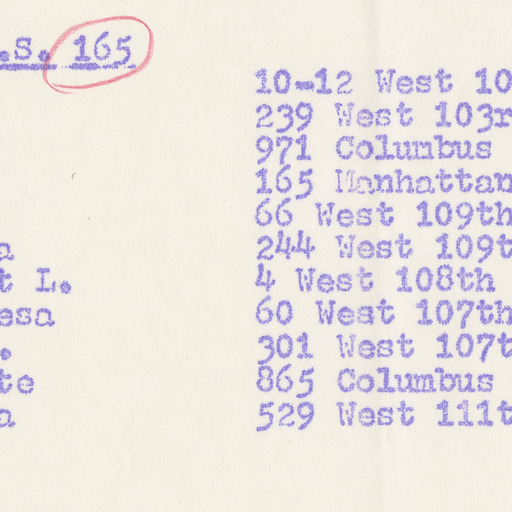 .S. 165
10-12 West 10
239 West 103r
971 Columbus
165 Manhattan
66 West 109th
a 244 West 109t
t L. 4 West 108th
esa 60 West 107th
. 301 West 107t
te 865 Columbus
a 529 West 111t